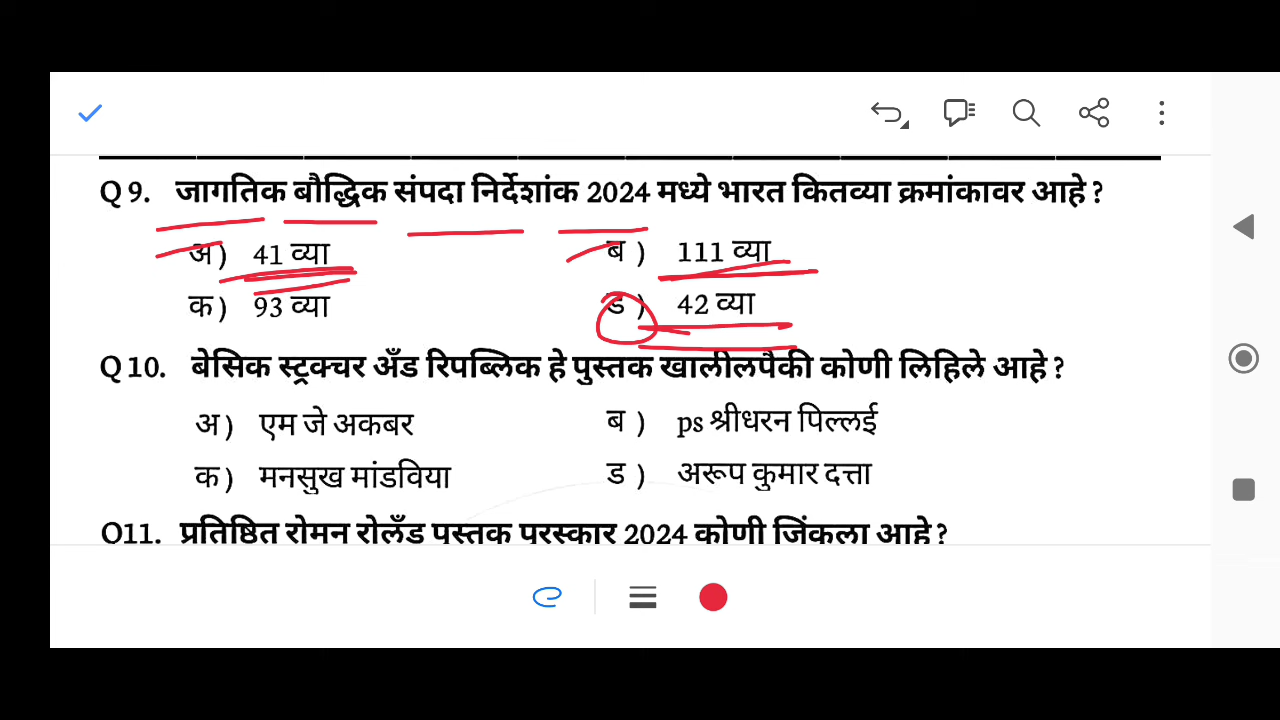 Q 9. जागतिक बौद्धिक संपदा निर्देशांक 2024 मध्ये भारत कितव्या क्रमांकावर आहे ?
अ ) 41 व्या ब ) 111 व्या
क ) 93 व्या ड ) 42 व्या
Q 10. बेसिक स्ट्रक्चर अँड रिपब्लिक हे पुस्तक खालीलपैकी कोणी लिहिले आहे ?
अ ) एम जे अकबर ब ) ps श्रीधरन पिल्लई
क ) मनसुख मांडविया ड ) अरूप कुमार दत्ता
Q11. प्रतिष्ठित रोमन रोलँड पुस्तक पुरस्कार 2024 कोणी जिंकला आहे ?